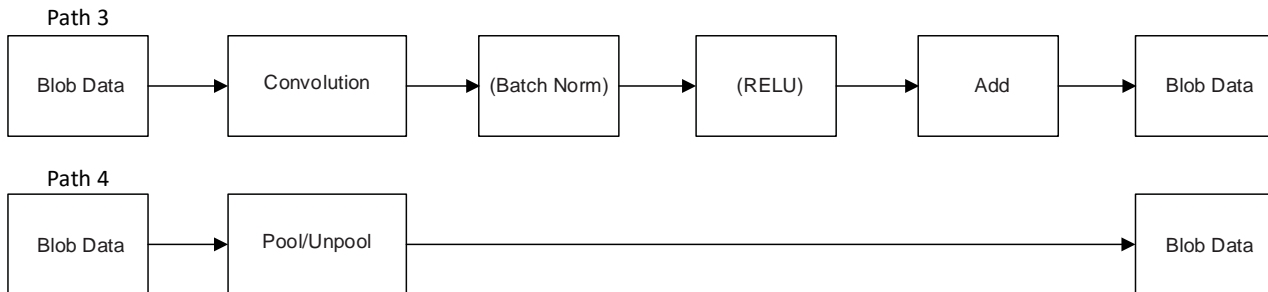 Path 3
Blob Data
Convolution
(Batch Norm)
(RELU)
Add
Blob Data
Path 4
Blob Data
Pool/Unpool
Blob Data